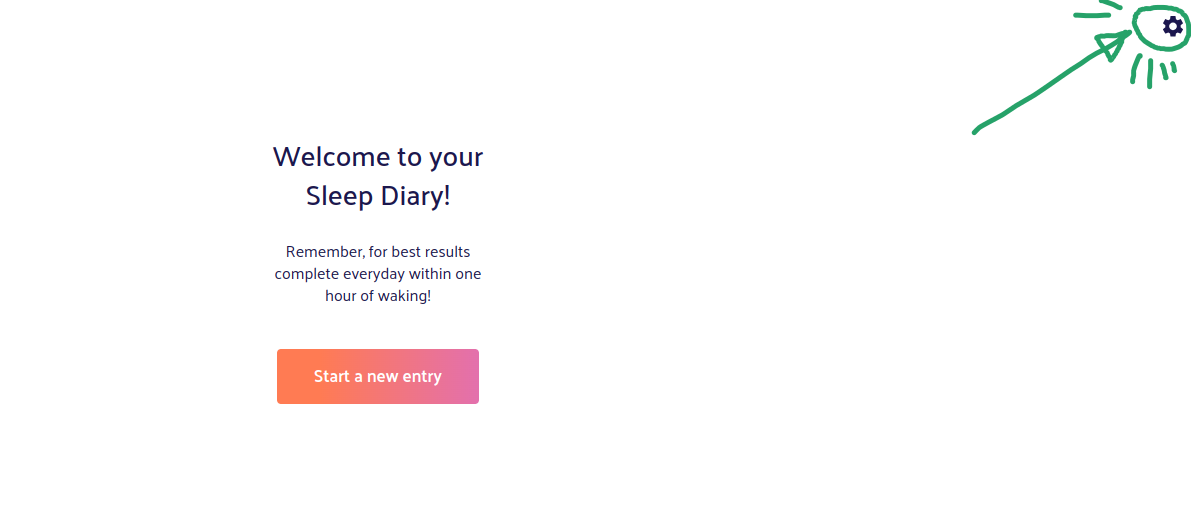 Welcome to your
Sleep Diary!
Remember, for best results
complete everyday within one
hour of waking!
Start a new entry